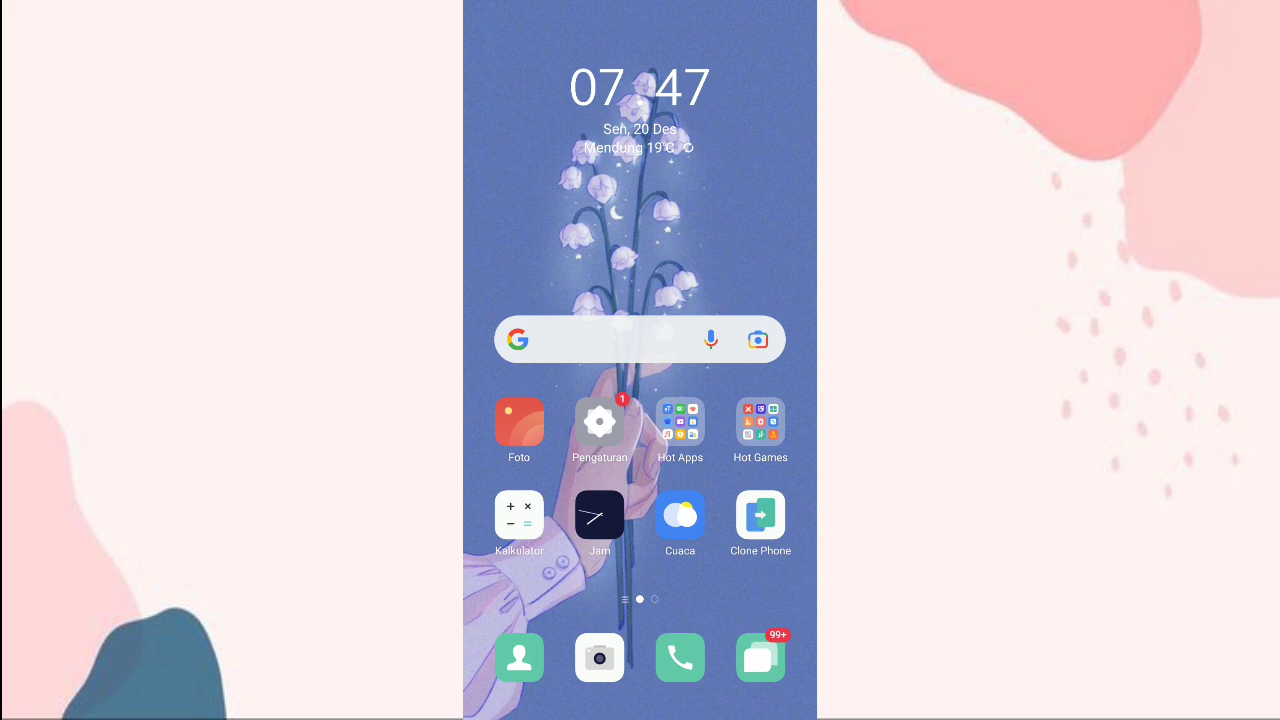 07:47
Sen, 20 Des
Mendung 19°C
1
Foto
Pengaturan
Hot Apps
Hot Games
Kalkulator
Jam
Cuaca
Clone Phone
99+